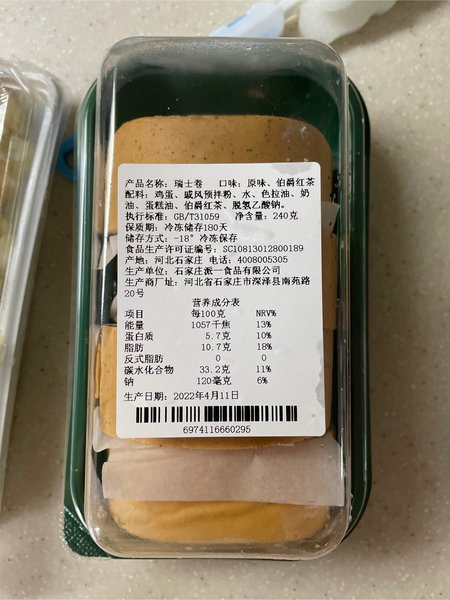 产品名称：瑞士卷 口味：原味、伯爵红茶
配料：鸡蛋、戚风预拌粉、水、色拉油、奶
油、蛋糕油、伯爵红茶、脱氢乙酸钠。
执行标准：GB/T31059 净含量：240克
保质期：冷冻储存180天
储存方式：-18°冷冻保存
食品生产许可证编号：SC10813012800189
产地：河北石家庄 电话：4008005305
生产单位：石家庄派一食品有限公司
生产商厂址：河北省石家庄市深泽县南苑路
20号
营养成分表
项目 每100克 NRV%
能量 1057千焦 13%
蛋白质 5.7克 10%
脂肪 10.7克 18%
反式脂肪 0 0
碳水化合物 33.2克 11%
钠 120毫克 6%
生产日期：2022年4月11日
6974116660295